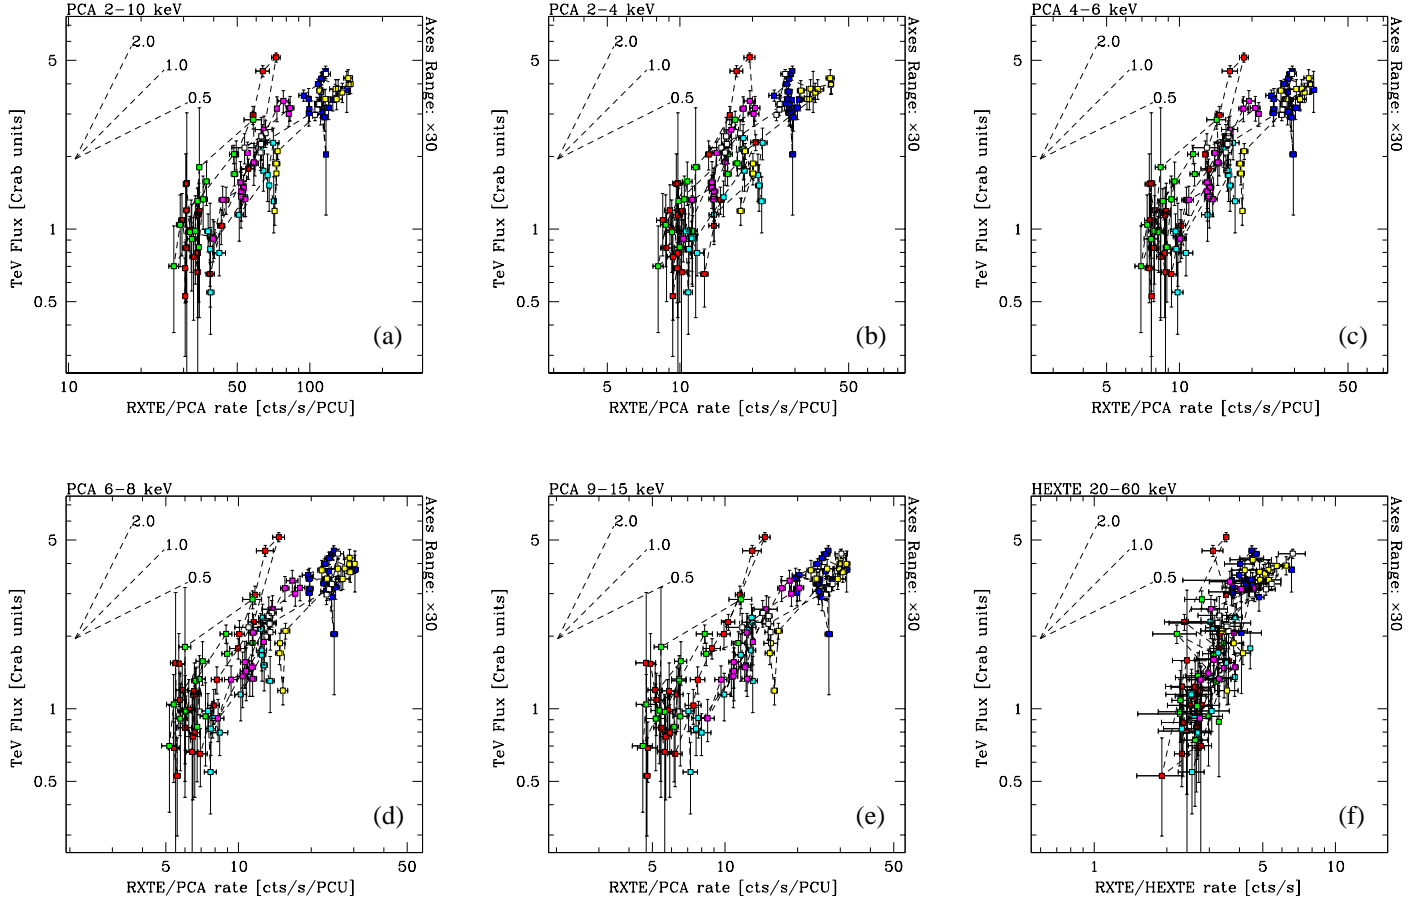 PCA 2-10 keV
2.0
1.0
0.5
5
1
0.5
TeV Flux [Crab units]
Axes Range: ×30
(a)
10 50 100
RXTE/PCA rate [cts/s/PCU]
PCA 2-4 keV
2.0
1.0
0.5
5
1
0.5
TeV Flux [Crab units]
Axes Range: ×30
(b)
5 10 50
RXTE/PCA rate [cts/s/PCU]
PCA 4-6 keV
2.0
1.0
0.5
5
1
0.5
TeV Flux [Crab units]
Axes Range: ×30
(c)
5 10 50
RXTE/PCA rate [cts/s/PCU]
PCA 6-8 keV
2.0
1.0
0.5
5
1
0.5
TeV Flux [Crab units]
Axes Range: ×30
(d)
5 10 50
RXTE/PCA rate [cts/s/PCU]
PCA 9-15 keV
2.0
1.0
0.5
5
1
0.5
TeV Flux [Crab units]
Axes Range: ×30
(e)
5 10 50
RXTE/PCA rate [cts/s/PCU]
HEXTE 20-60 keV
2.0
1.0
0.5
5
1
0.5
TeV Flux [Crab units]
Axes Range: ×30
(f)
1 5 10
RXTE/HEXTE rate [cts/s]